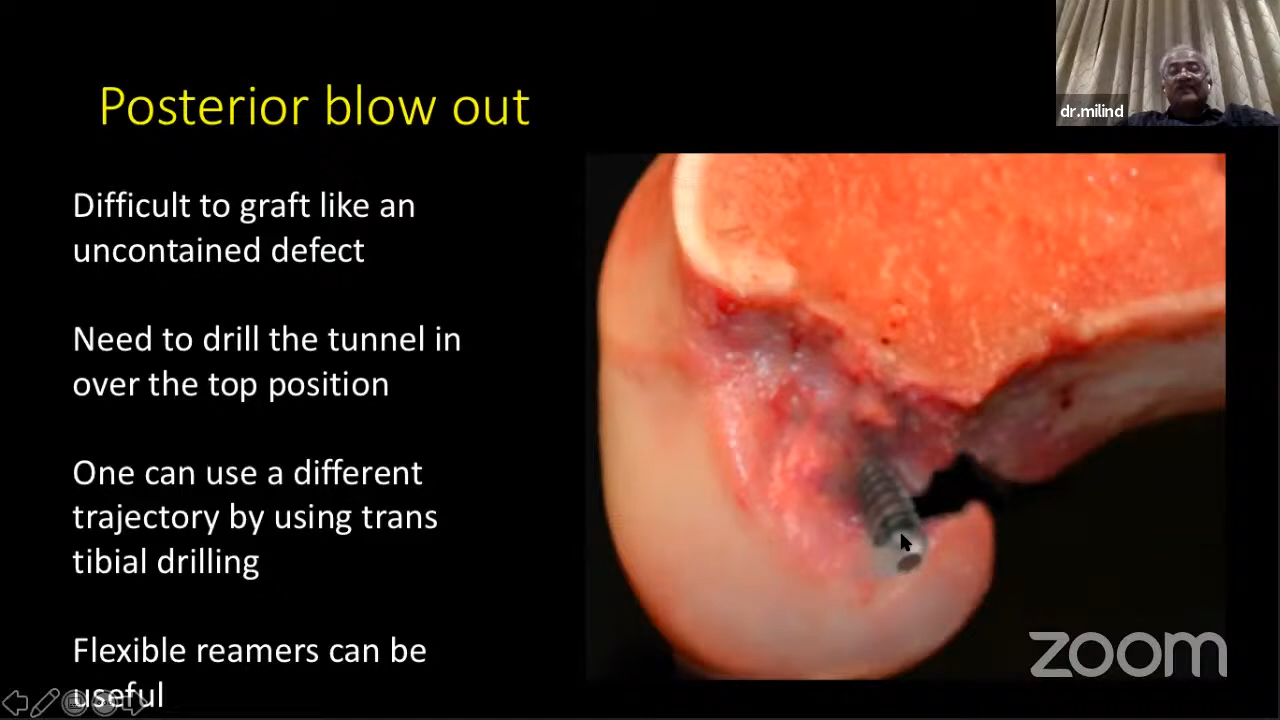 Posterior blow out
dr.milind
Difficult to graft like an
uncontained defect
Need to drill the tunnel in
over the top position
One can use a different
trajectory by using trans
tibial drilling
Flexible reamers can be
useful
zoom